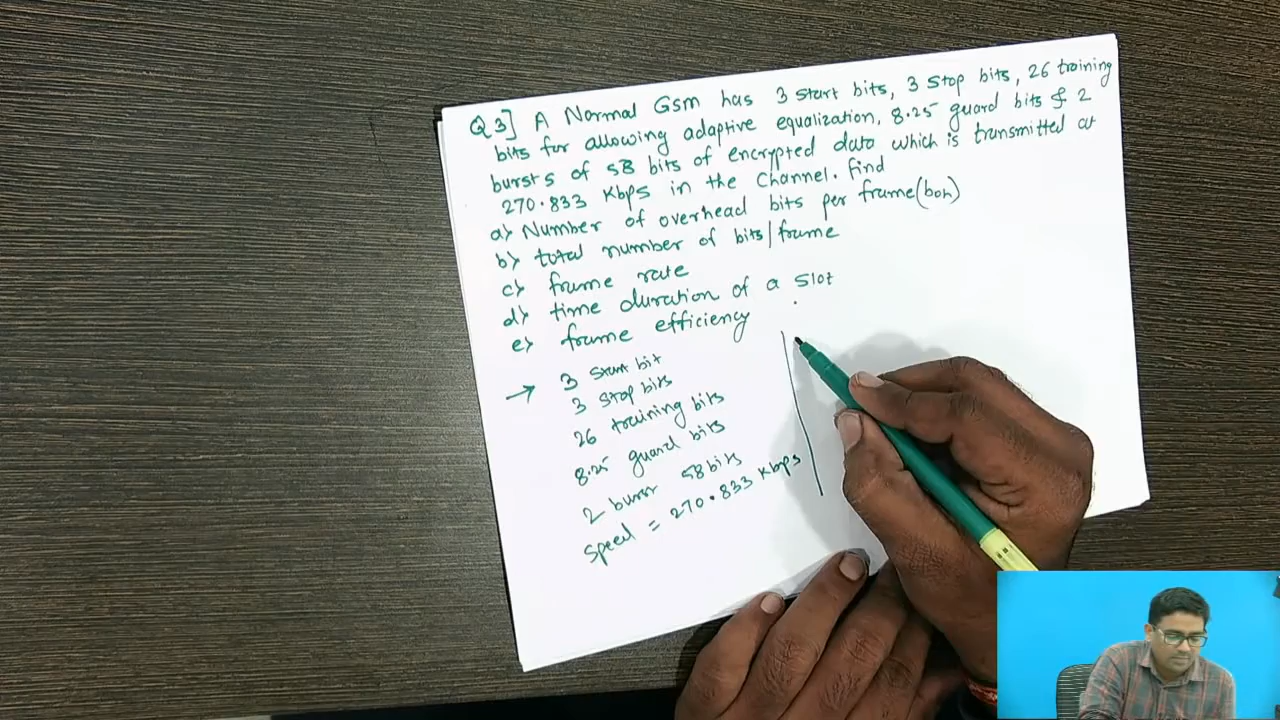 Q3] A Normal Gsm has 3 start bits, 3 stop bits, 26 training
bits for allowing adaptive equalization, 8.25 guard bits & 2
bursts of 58 bits of encrypted data which is transmitted at
270.833 Kbps in the Channel. Find
a> Number of overhead bits per frame (boh)
b> total number of bits/frame
c> frame rate
d> time duration of a slot
e> frame efficiency
→ 3 start bit
3 stop bits
26 training bits
8.25 guard bits
2 burst 58 bits
Speed = 270.833 Kbps